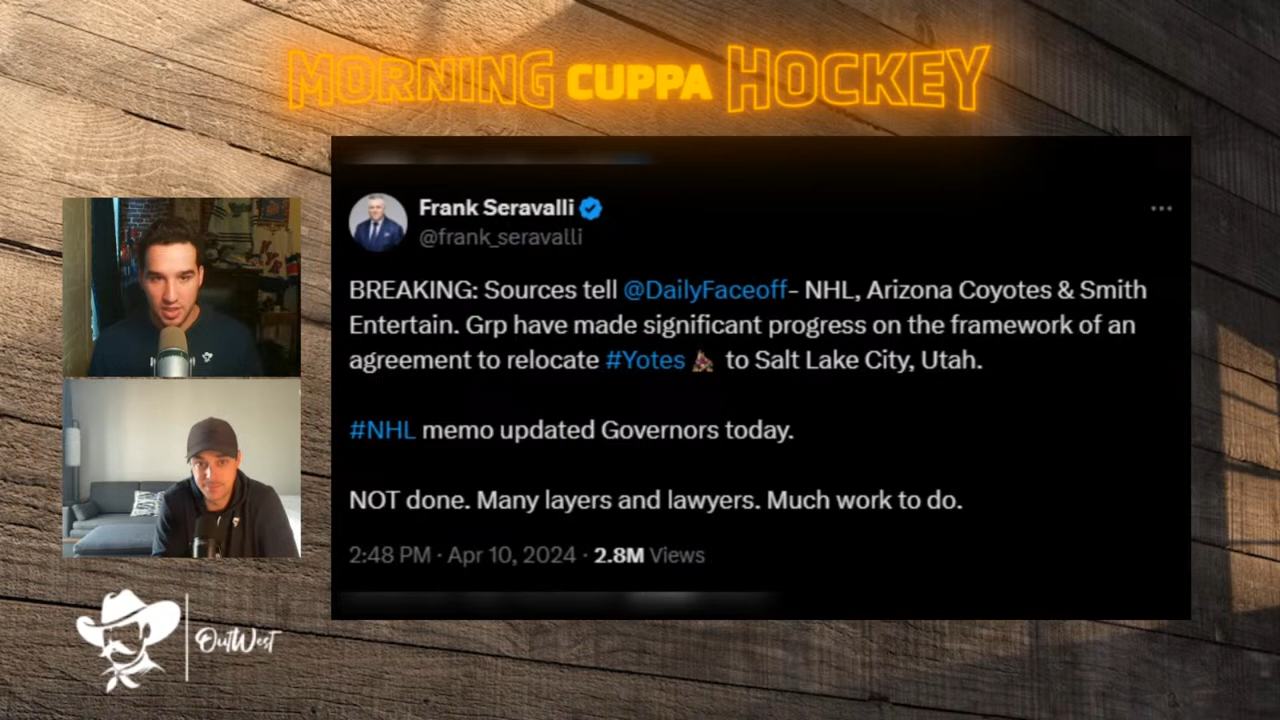 MORNING CUPPA HOCKEY
Frank Seravalli
@frank_seravalli
BREAKING: Sources tell @DailyFaceoff- NHL, Arizona Coyotes & Smith
Entertain. Grp have made significant progress on the framework of an
agreement to relocate #Yotes to Salt Lake City, Utah.
#NHL memo updated Governors today.
NOT done. Many layers and lawyers. Much work to do.
2:48 PM · Apr 10, 2024 · 2.8M Views
OutWest